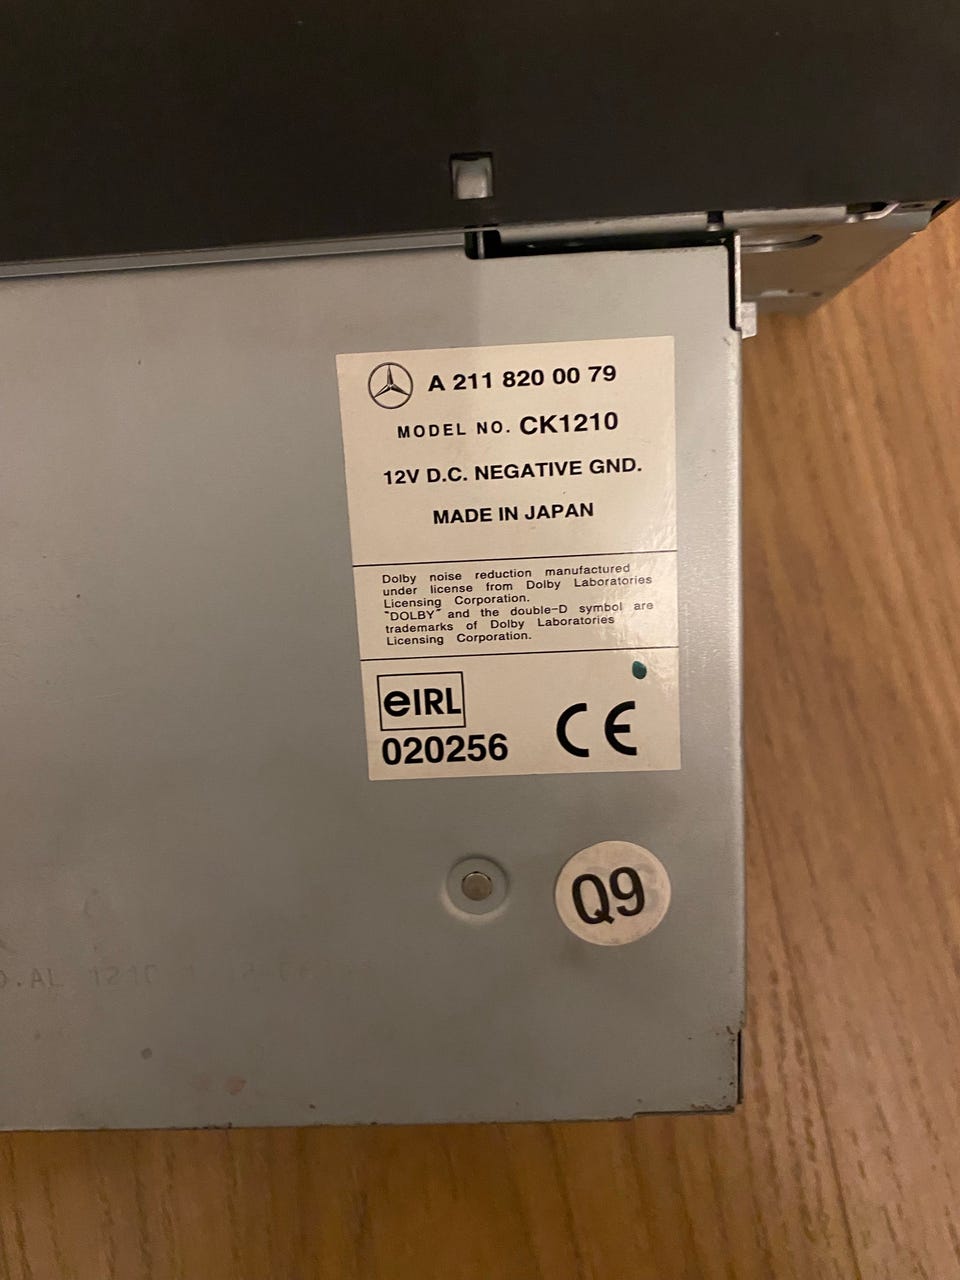 A 211 820 00 79
MODEL NO. CK1210
12V D.C. NEGATIVE GND.
MADE IN JAPAN
Dolby noise reduction manufactured
under license from Dolby Laboratories
Licensing Corporation.
"DOLBY" and the double-D symbol are
trademarks of Dolby Laboratories
Licensing Corporation.
eIRL
020256
CE
Q9
.AL 1210